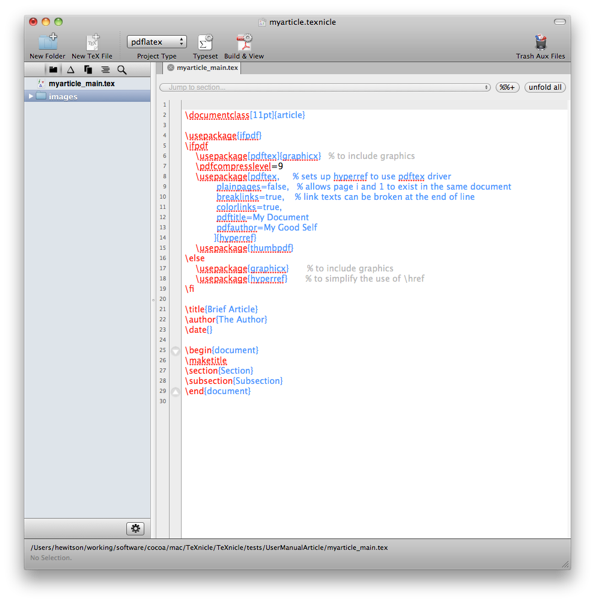 myarticle.texnicle
pdflatex
New Folder New TeX File Project Type Typeset Build & View Trash Aux Files
myarticle_main.tex
myarticle_main.tex
images
Jump to section... %%+ unfold all
1
2 \documentclass[11pt]{article}
3
4 \usepackage{ifpdf}
5 \ifpdf
6 \usepackage[pdftex]{graphicx} % to include graphics
7 \pdfcompresslevel=9
8 \usepackage[pdftex, % sets up hyperref to use pdftex driver
9 plainpages=false, % allows page i and 1 to exist in the same document
10 breaklinks=true, % link texts can be broken at the end of line
11 colorlinks=true,
12 pdftitle=My Document
13 pdfauthor=My Good Self
14 ]{hyperref}
15 \usepackage{thumbpdf}
16 \else
17 \usepackage{graphicx} % to include graphics
18 \usepackage{hyperref} % to simplify the use of \href
19 \fi
20
21 \title{Brief Article}
22 \author{The Author}
23 \date{}
24
25 \begin{document}
26 \maketitle
27 \section{Section}
28 \subsection{Subsection}
29 \end{document}
30
/Users/hewitson/working/software/cocoa/mac/TeXnicle/TeXnicle/tests/UserManualArticle/myarticle_main.tex
No Selection.